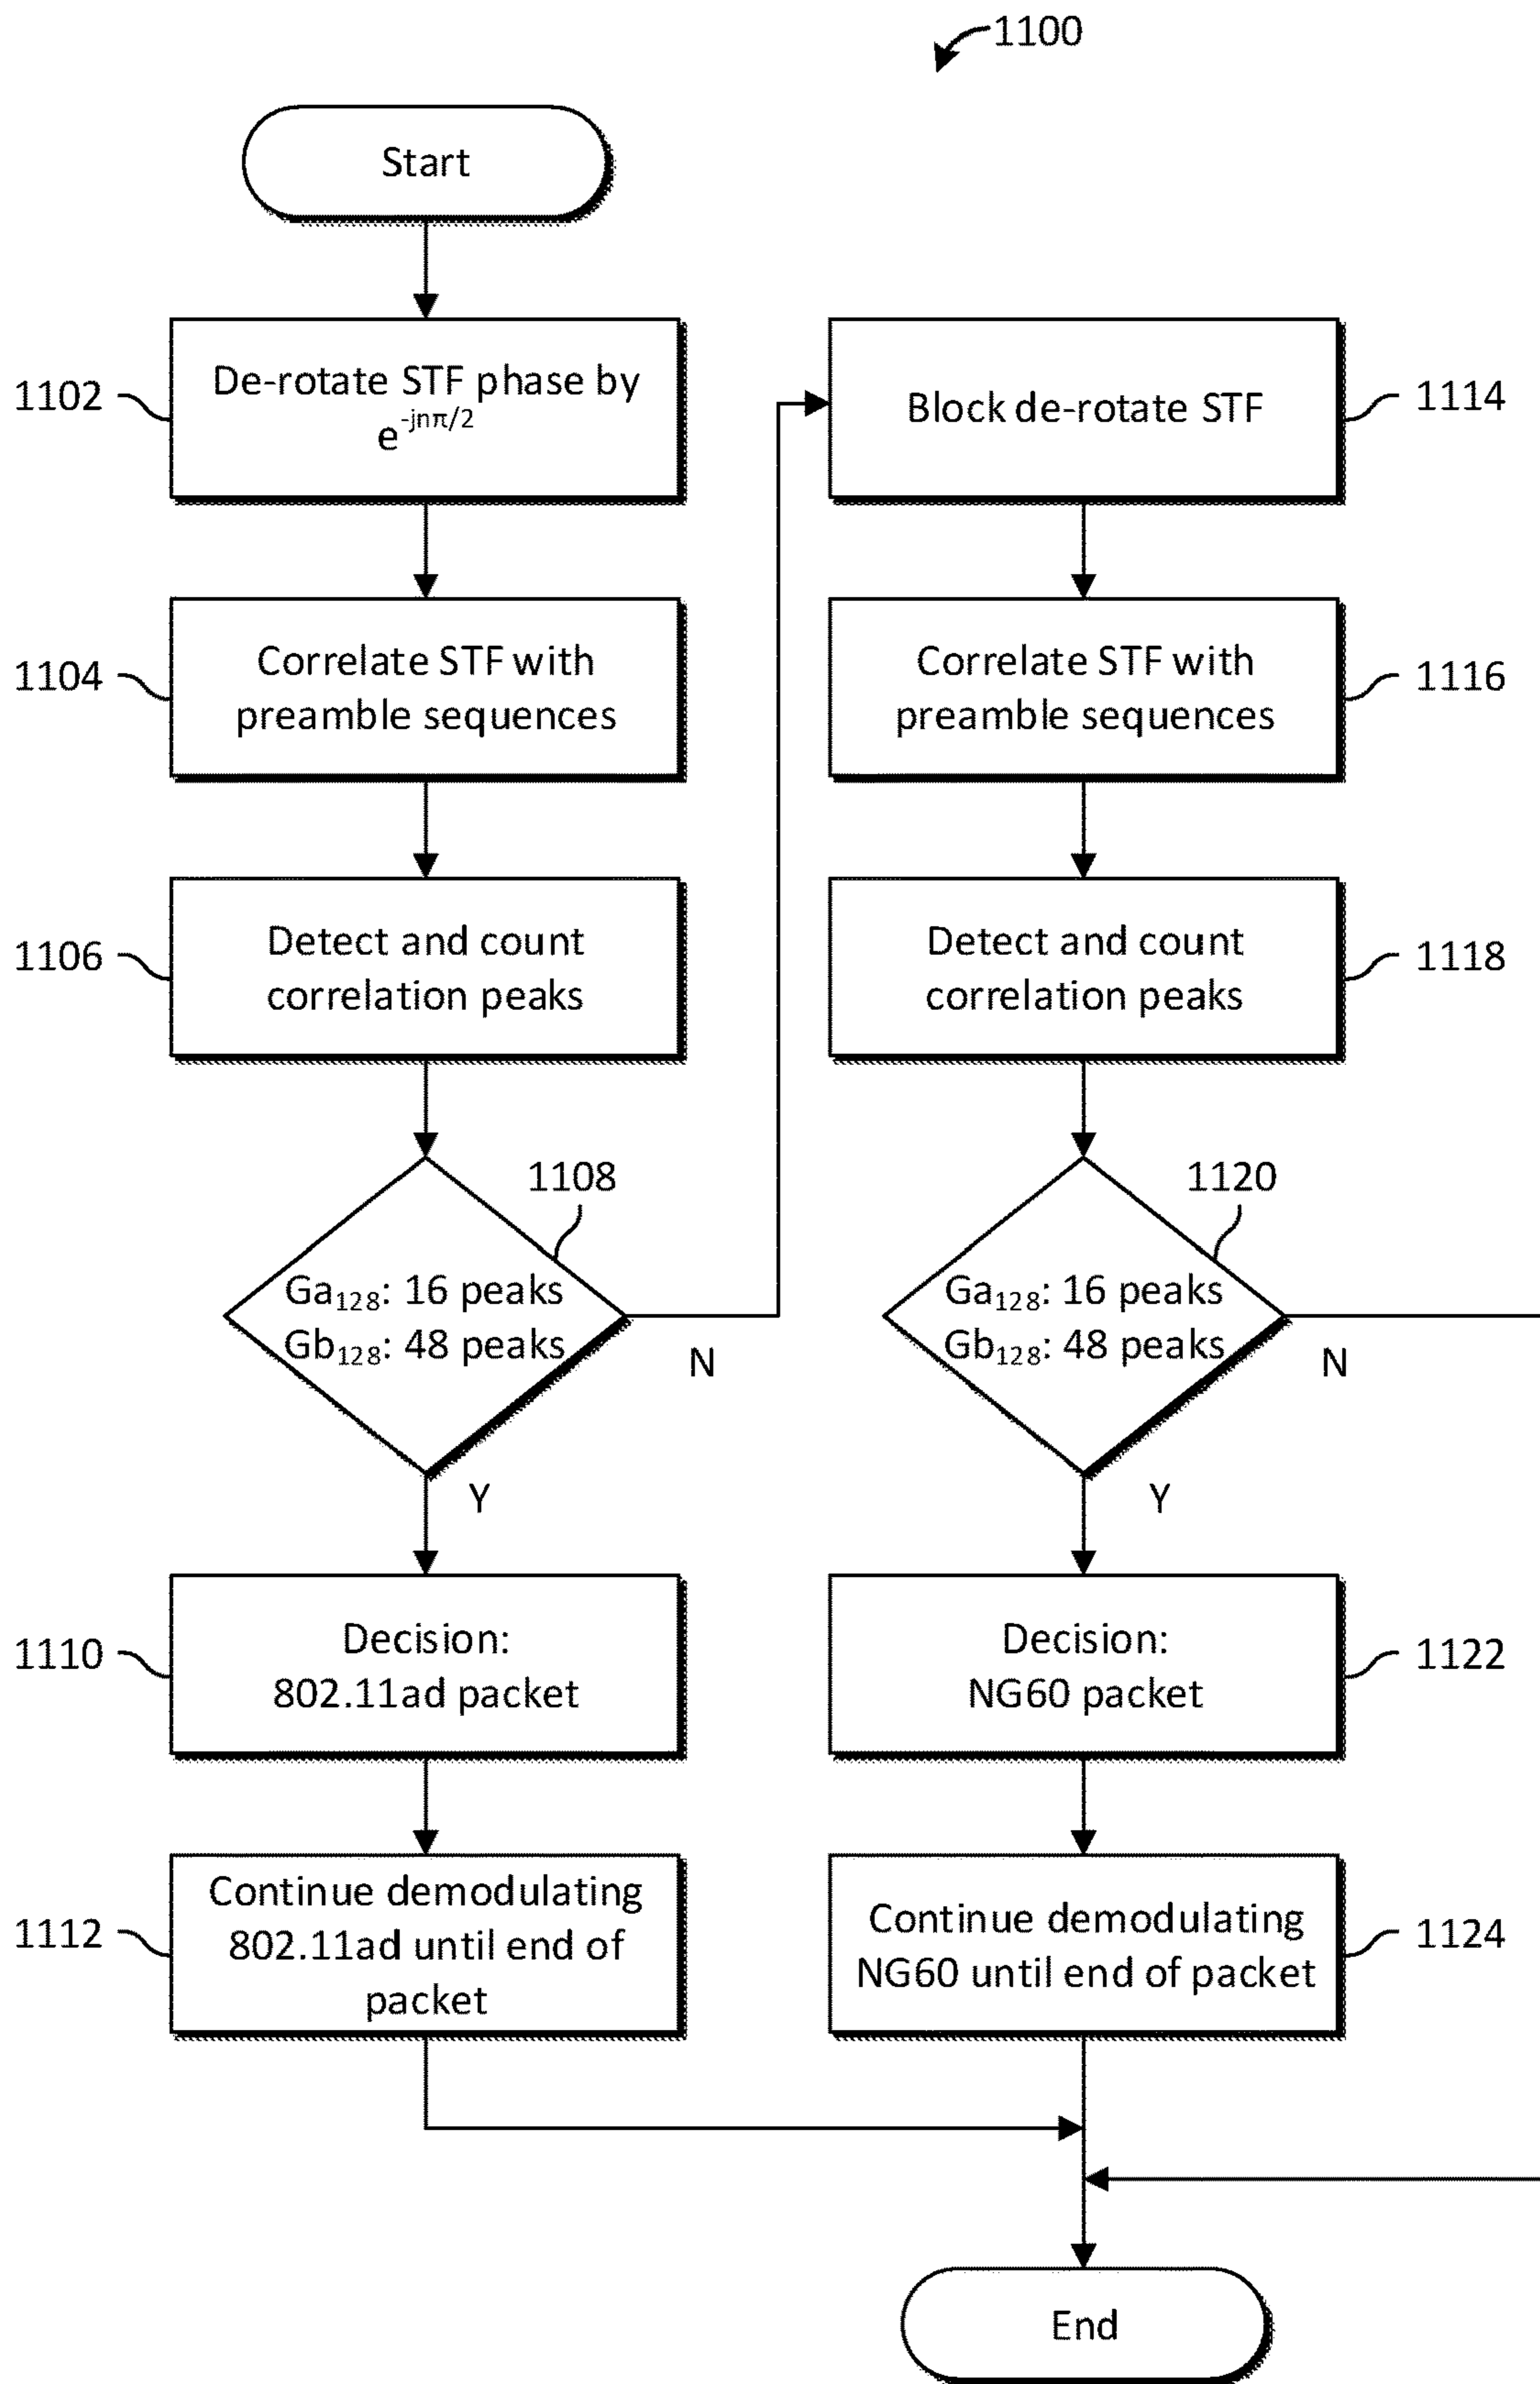 1100
Start
1102
De-rotate STF phase by
e^-jnπ/2
1104
Correlate STF with
preamble sequences
1106
Detect and count
correlation peaks
1108
Ga₁₂₈: 16 peaks
Gb₁₂₈: 48 peaks
N
Y
1110
Decision:
802.11ad packet
1112
Continue demodulating
802.11ad until end of
packet
Block de-rotate STF
1114
Correlate STF with
preamble sequences
1116
Detect and count
correlation peaks
1118
1120
Ga₁₂₈: 16 peaks
Gb₁₂₈: 48 peaks
N
Y
Decision:
NG60 packet
1122
Continue demodulating
NG60 until end of packet
1124
End